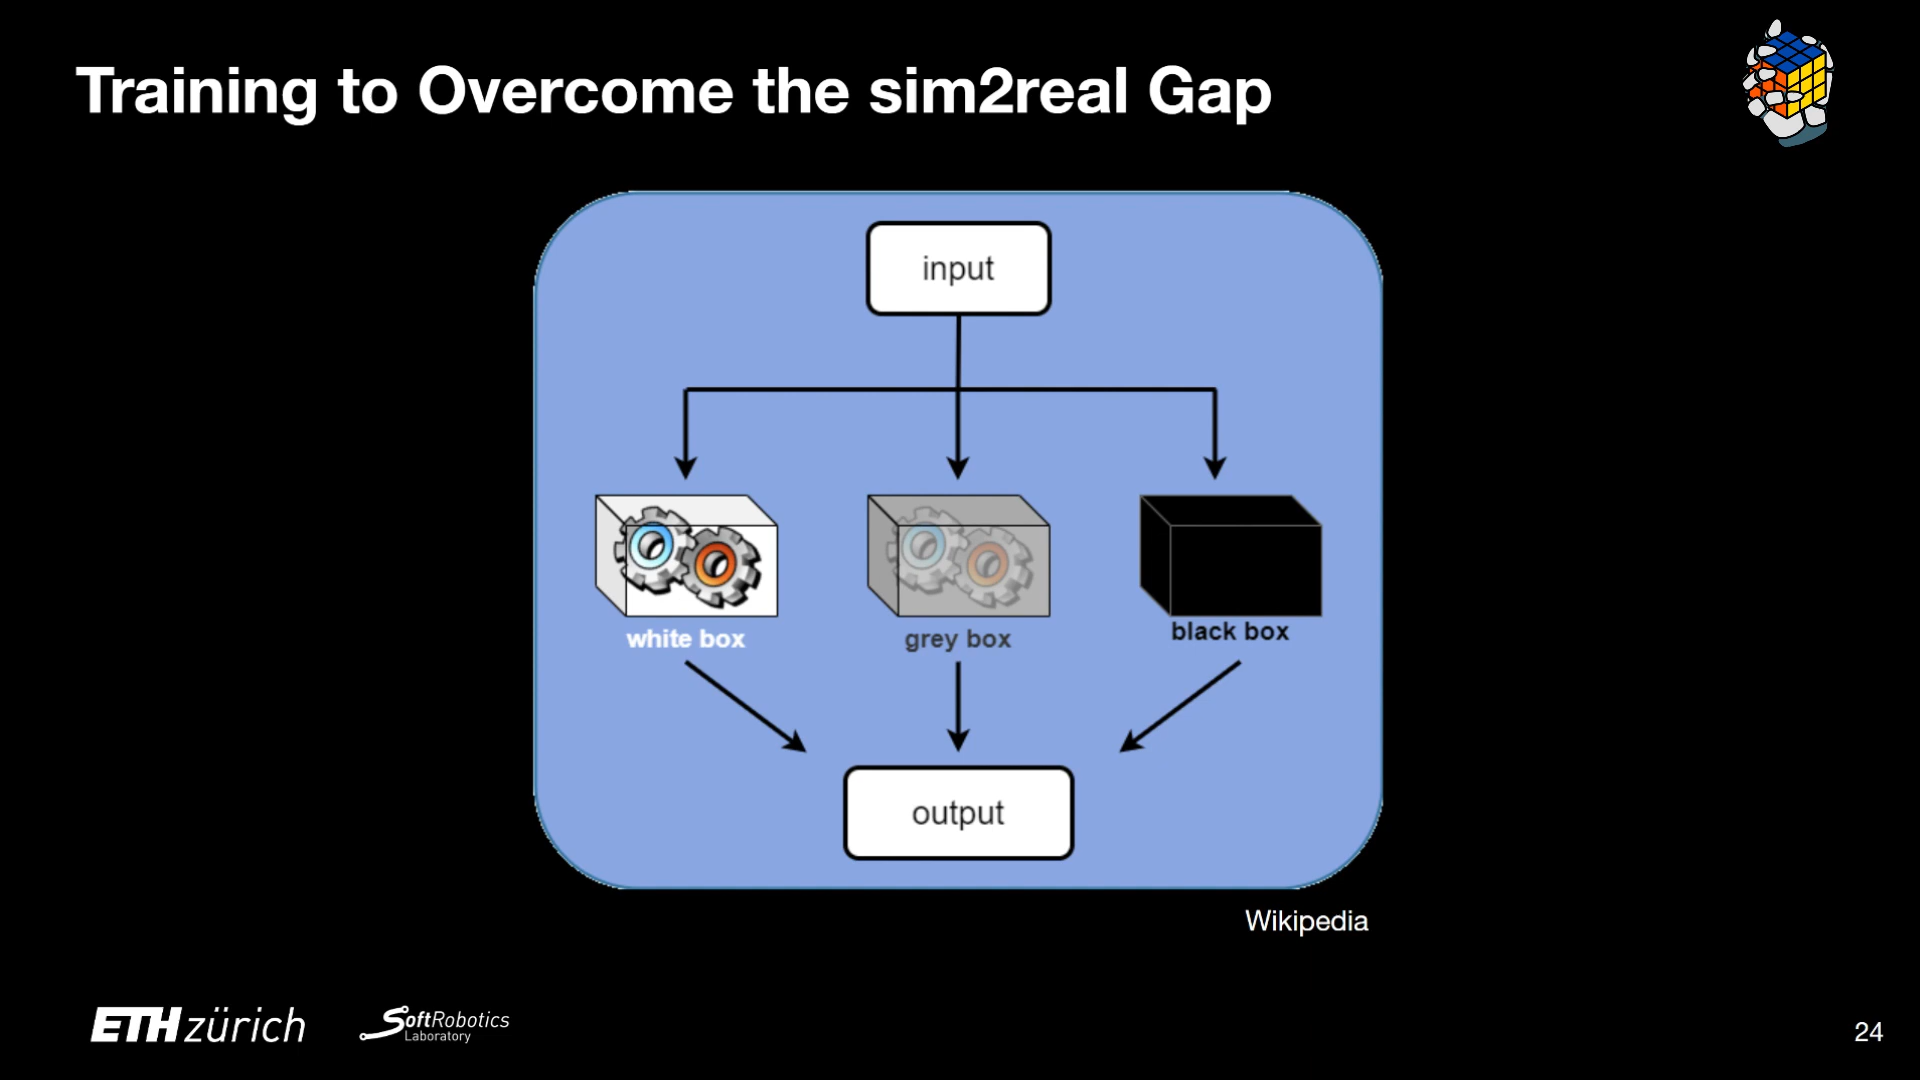 Training to Overcome the sim2real Gap
input
white box
grey box
black box
output
Wikipedia
ETH zürich
SoftRobotics
Laboratory
24